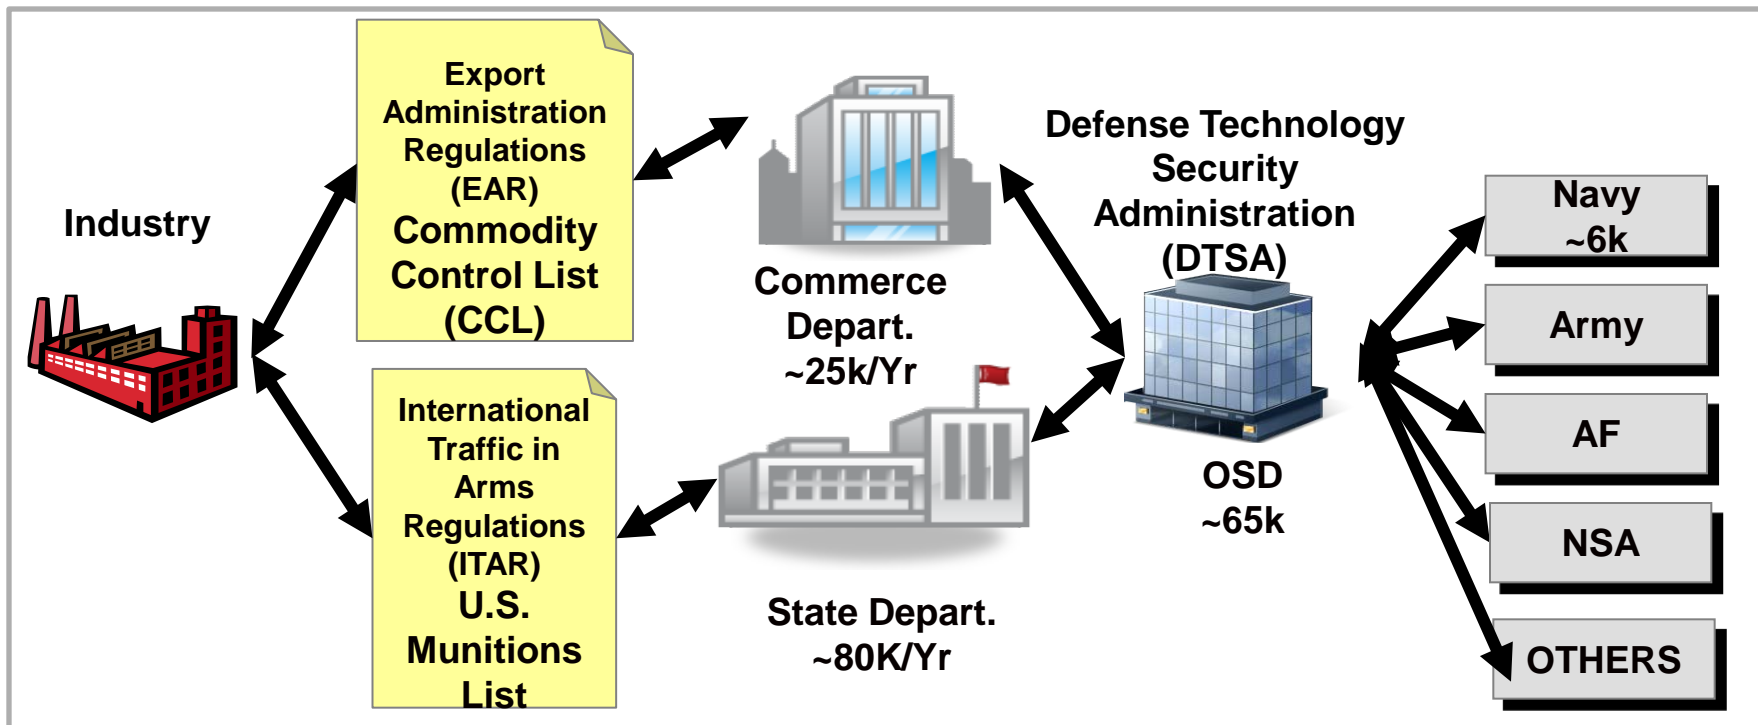 Industry
Export
Administration
Regulations
(EAR)
Commodity
Control List
(CCL)
International
Traffic in
Arms
Regulations
(ITAR)
U.S.
Munitions
List
Commerce
Depart.
~25k/Yr
State Depart.
~80K/Yr
Defense Technology
Security
Administration
(DTSA)
OSD
~65k
Navy
~6k
Army
AF
NSA
OTHERS